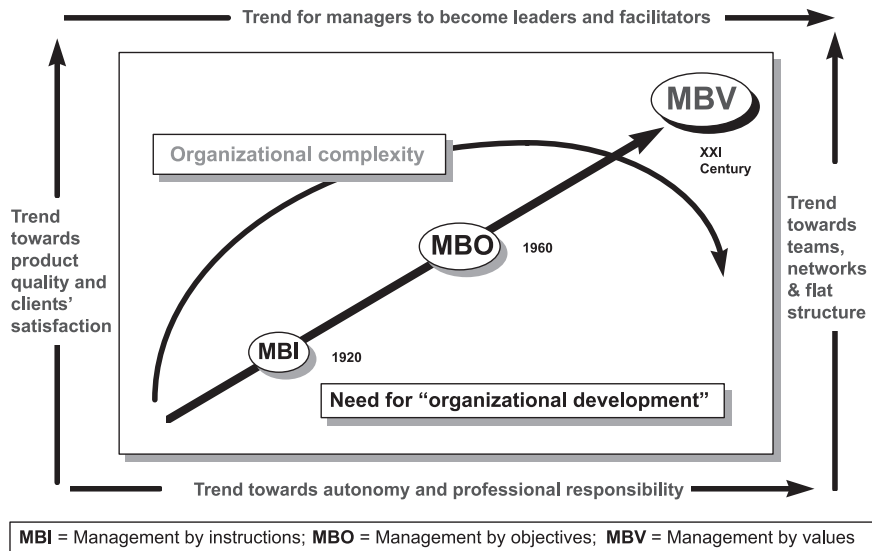 Trend for managers to become leaders and facilitators
MBV
XXI
Century
Organizational complexity
Trend
towards
product
quality and
clients’
satisfaction
Trend
towards
teams,
networks
& flat
structure
MBO
1960
MBI
1920
Need for “organizational development”
Trend towards autonomy and professional responsibility
MBI = Management by instructions; MBO = Management by objectives; MBV = Management by values